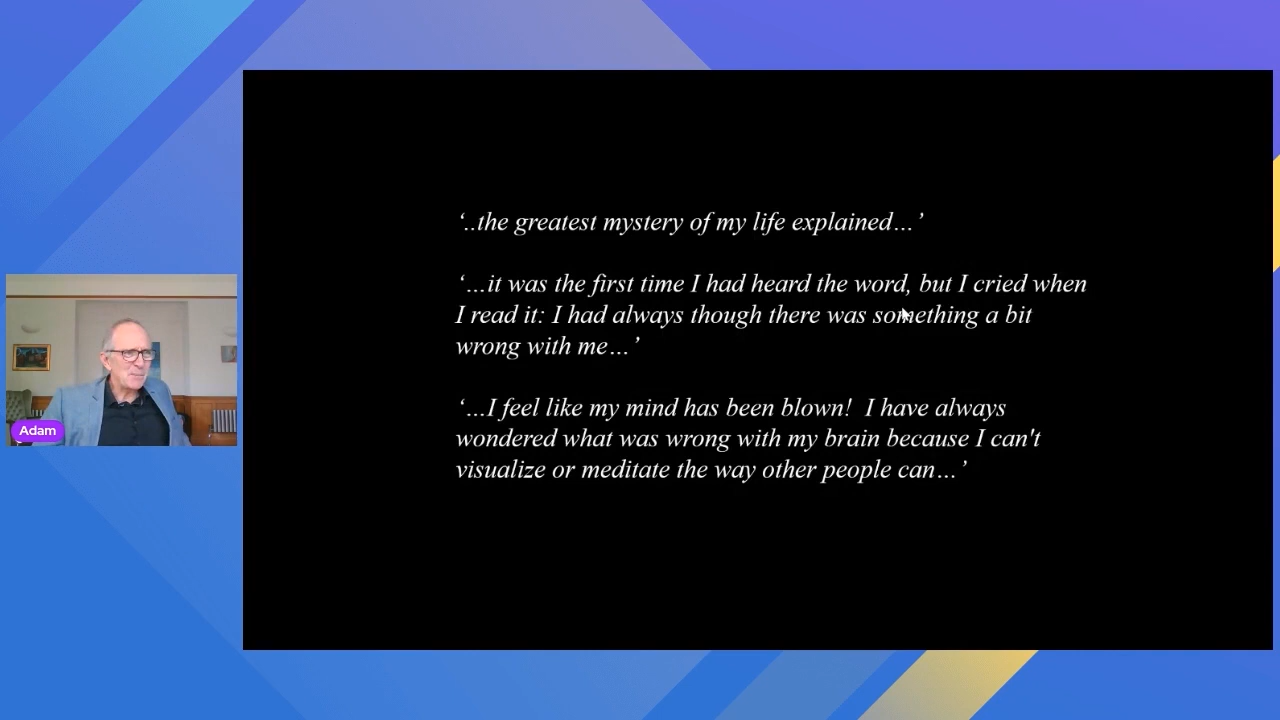 ‘..the greatest mystery of my life explained…’
‘…it was the first time I had heard the word, but I cried when
I read it: I had always though there was something a bit
wrong with me…’
‘…I feel like my mind has been blown!  I have always
wondered what was wrong with my brain because I can't
visualize or meditate the way other people can…’
Adam